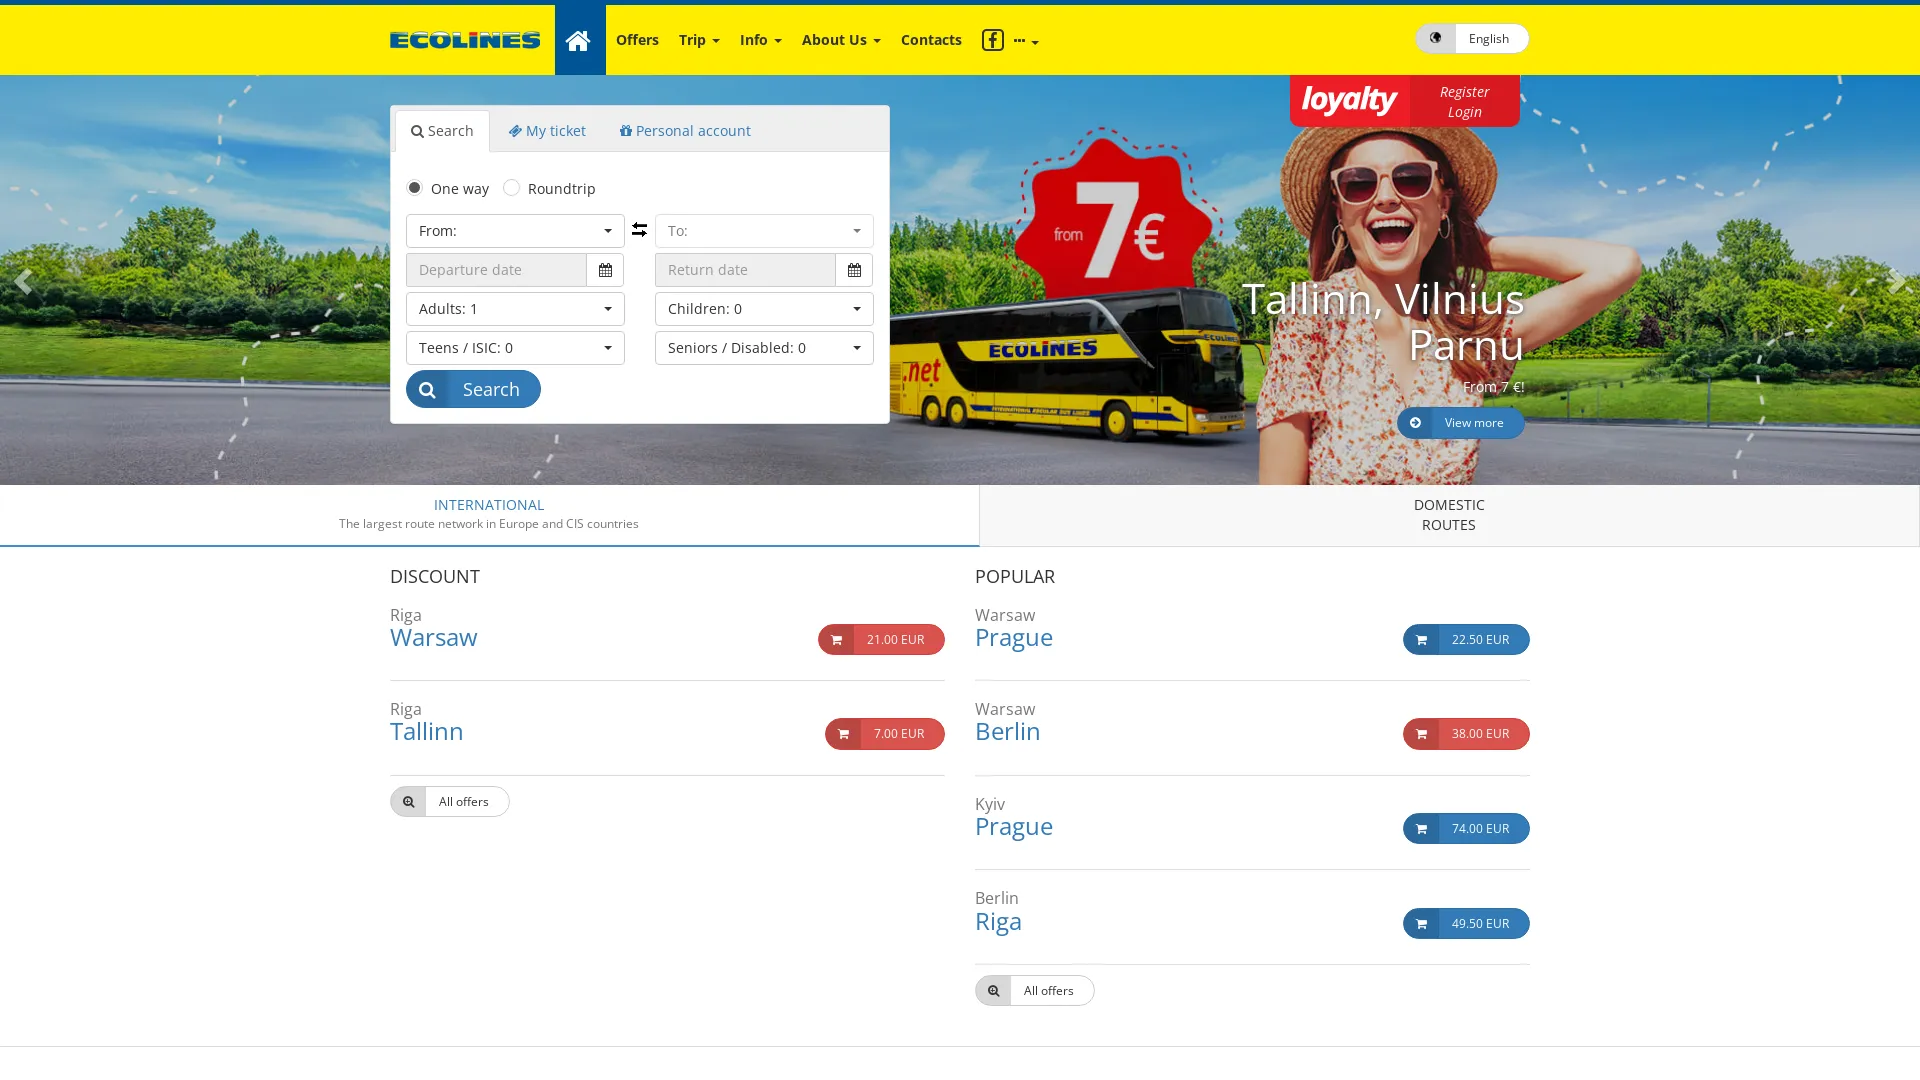 ECOLINES
Offers
Trip
Info
About Us
Contacts
English
loyalty
Register
Login
Search
My ticket
Personal account
One way
Roundtrip
From:
To:
Departure date
Return date
Adults: 1
Children: 0
Teens / ISIC: 0
Seniors / Disabled: 0
Search
from 7€
ECOLINES
ECOLINES
.net
INTERNATIONAL REGULAR BUS LINES
Tallinn, Vilnius
Parnu
From 7 €!
View more
INTERNATIONAL
The largest route network in Europe and CIS countries
DOMESTIC
ROUTES
DISCOUNT
Riga
Warsaw
21.00 EUR
Riga
Tallinn
7.00 EUR
All offers
POPULAR
Warsaw
Prague
22.50 EUR
Warsaw
Berlin
38.00 EUR
Kyiv
Prague
74.00 EUR
Berlin
Riga
49.50 EUR
All offers